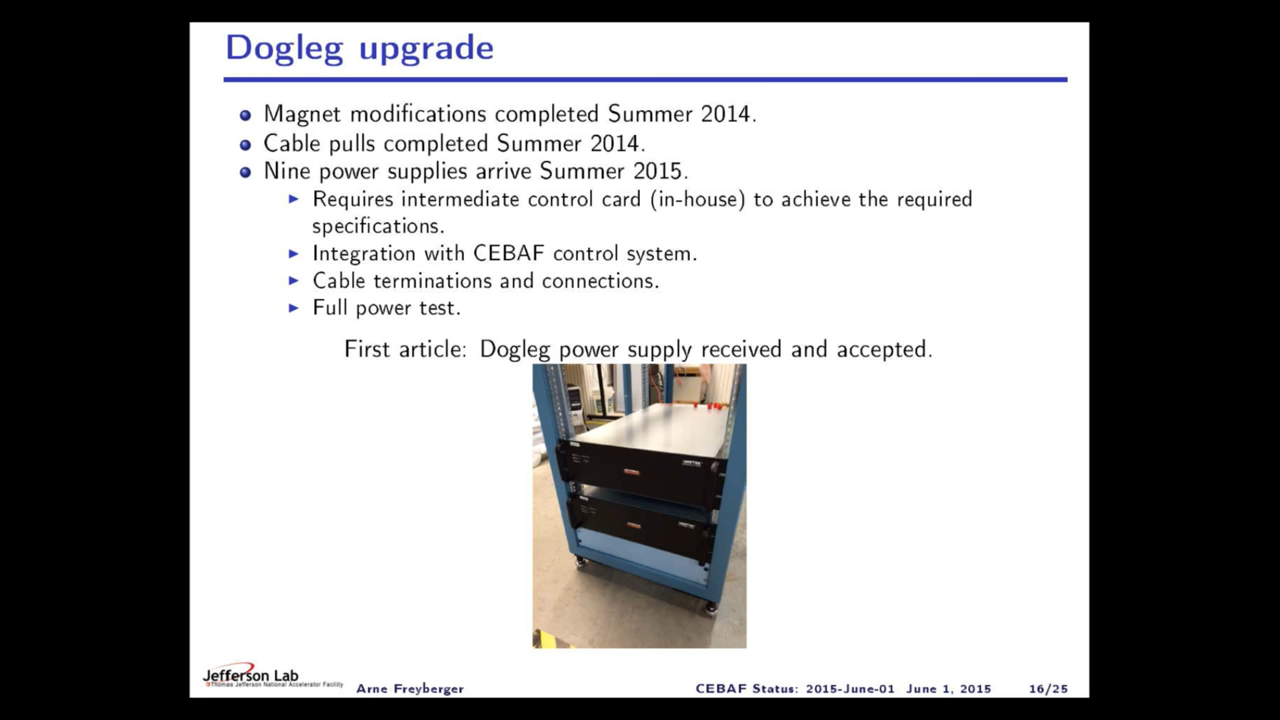 Dogleg upgrade
Magnet modifications completed Summer 2014.
Cable pulls completed Summer 2014.
Nine power supplies arrive Summer 2015.
Requires intermediate control card (in-house) to achieve the required
specifications.
Integration with CEBAF control system.
Cable terminations and connections.
Full power test.
First article: Dogleg power supply received and accepted.
Jefferson Lab
Thomas Jefferson National Accelerator Facility
Arne Freyberger
CEBAF Status: 2015-June-01 June 1, 2015
16/25